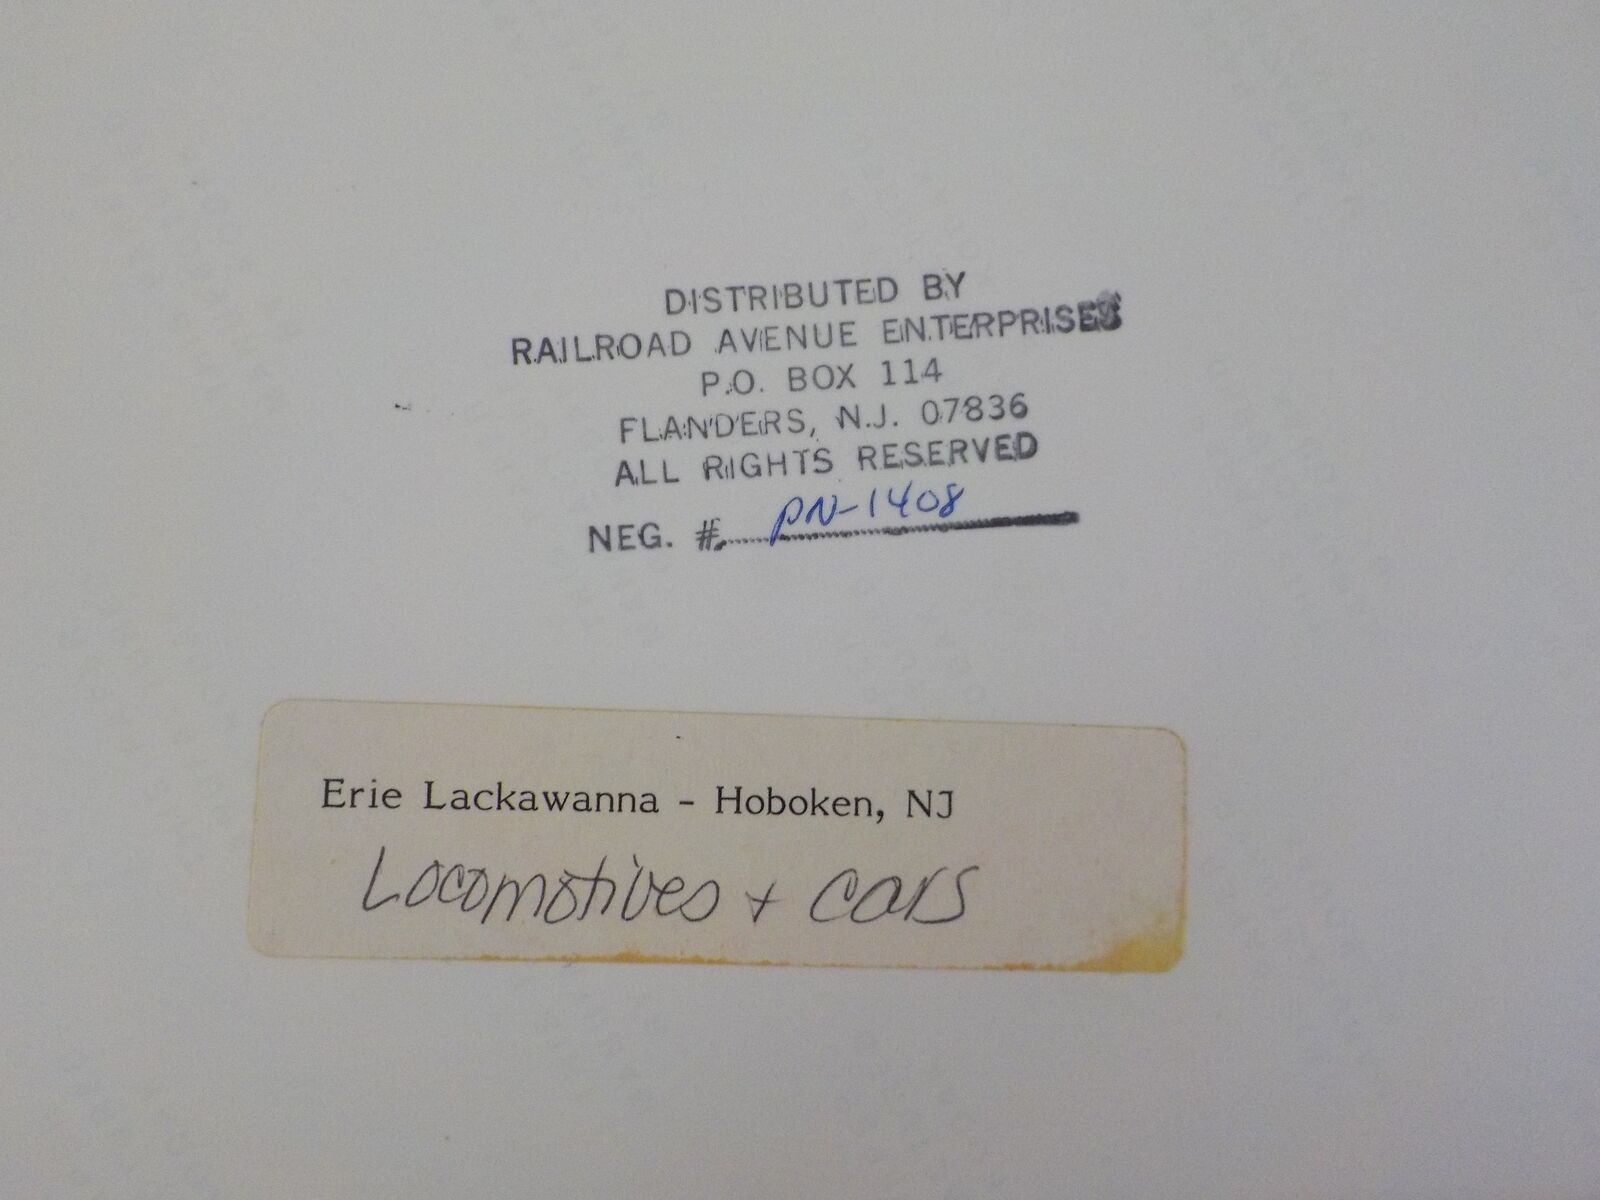 DISTRIBUTED BY
RAILROAD AVENUE ENTERPRISES
P.O. BOX 114
FLANDERS, N.J. 07836
ALL RIGHTS RESERVED
NEG. # PN-1408
Erie Lackawanna - Hoboken, NJ
Locomotives + cars